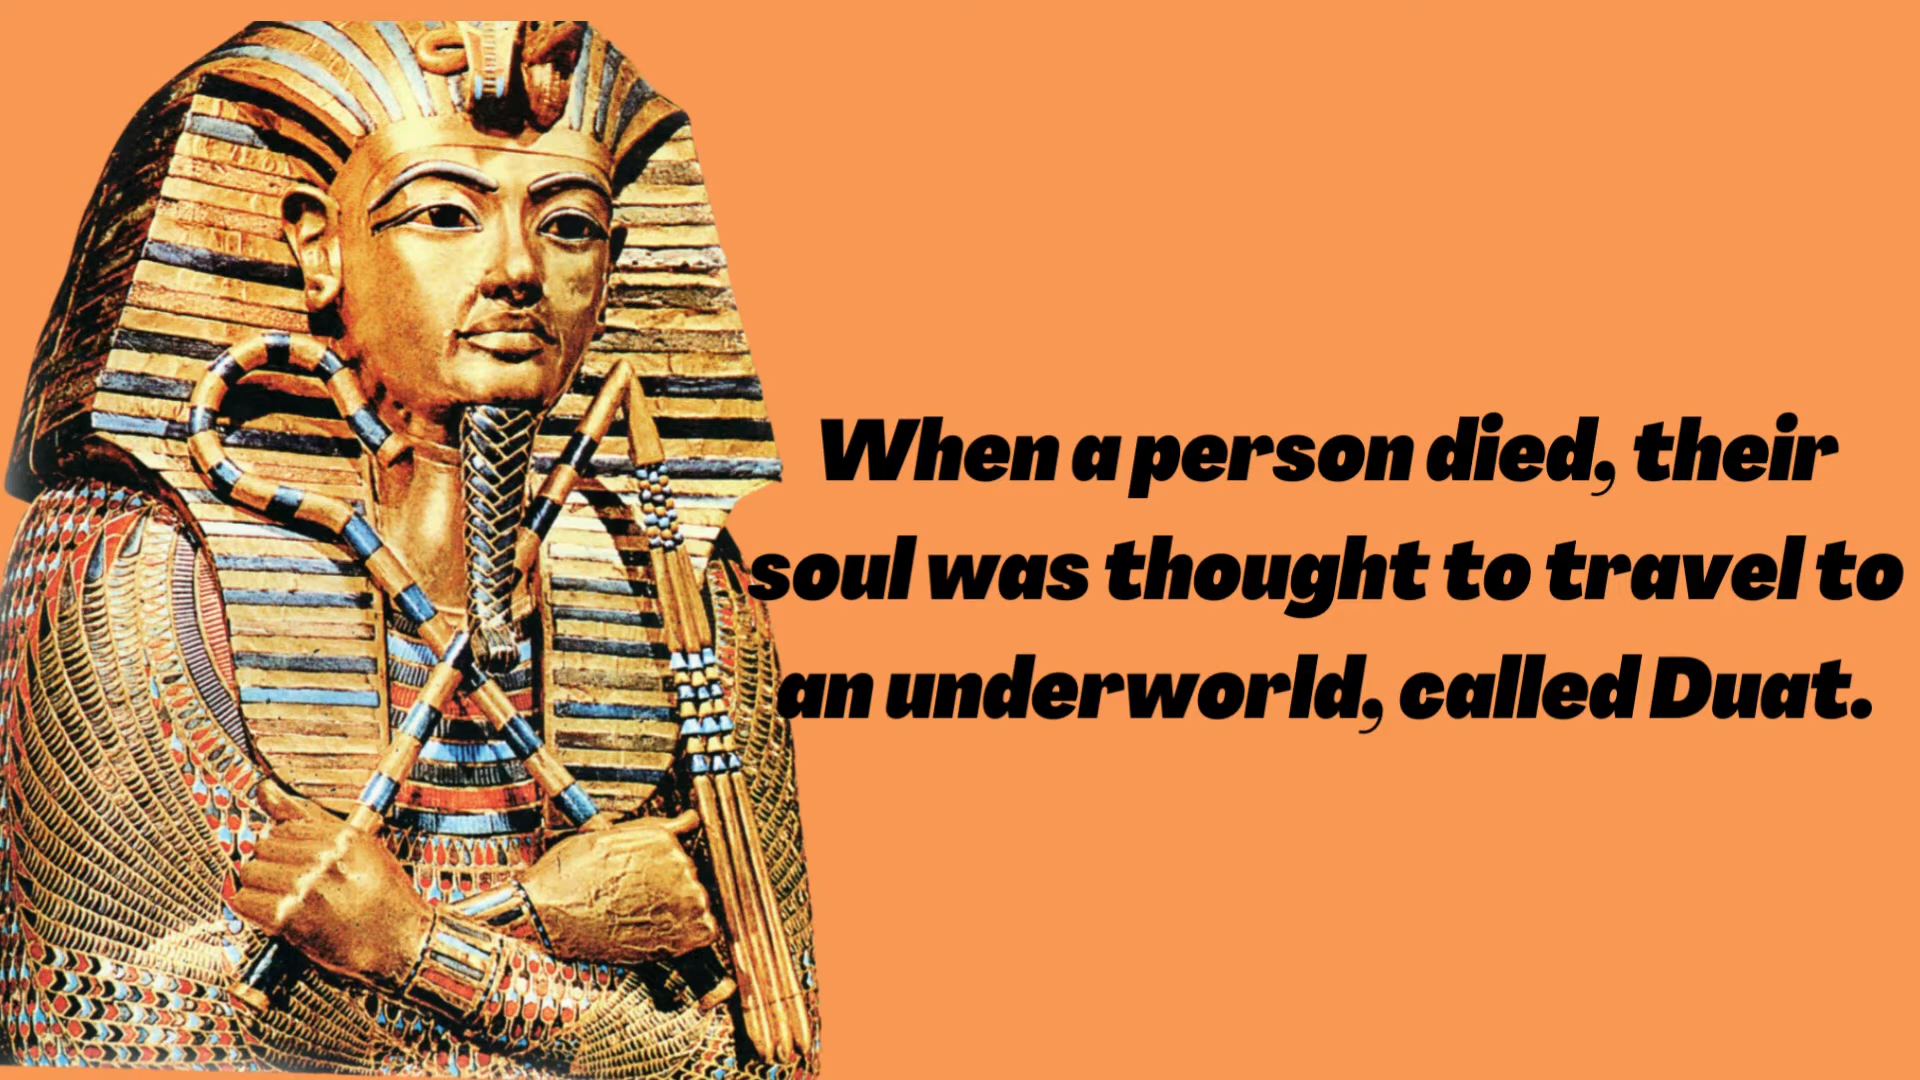 When a person died, their
soul was thought to travel to
an underworld, called Duat.